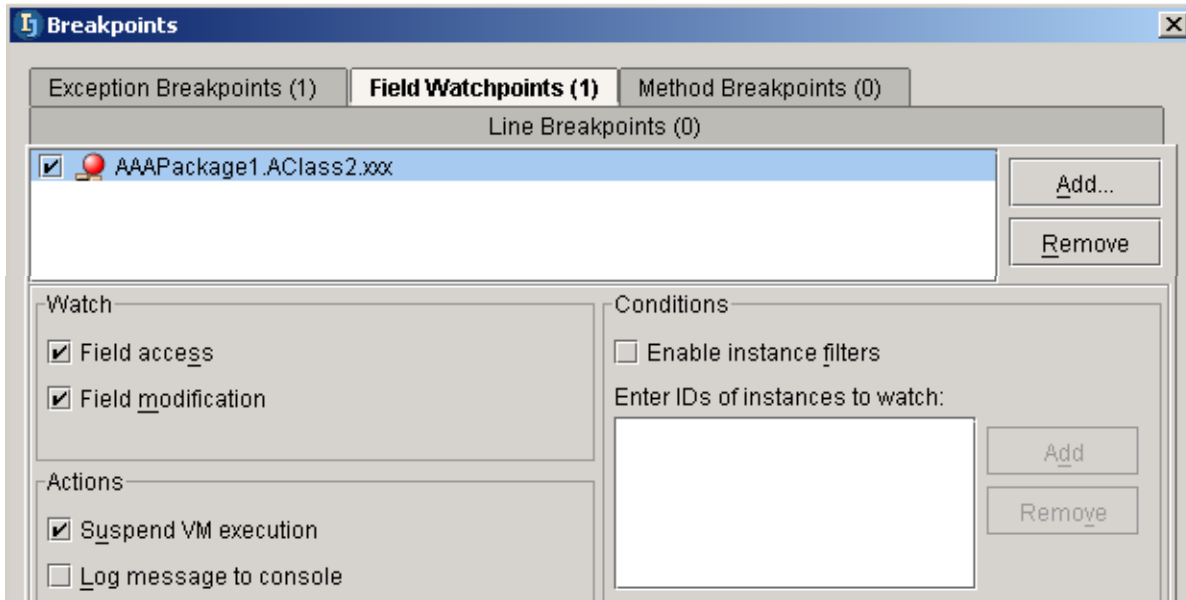 Breakpoints
Exception Breakpoints (1) Field Watchpoints (1) Method Breakpoints (0)
Line Breakpoints (0)
AAAPackage1.AClass2.xxx
Add...
Remove
Watch
Field access
Field modification
Actions
Suspend VM execution
Log message to console
Conditions
Enable instance filters
Enter IDs of instances to watch:
Add
Remove